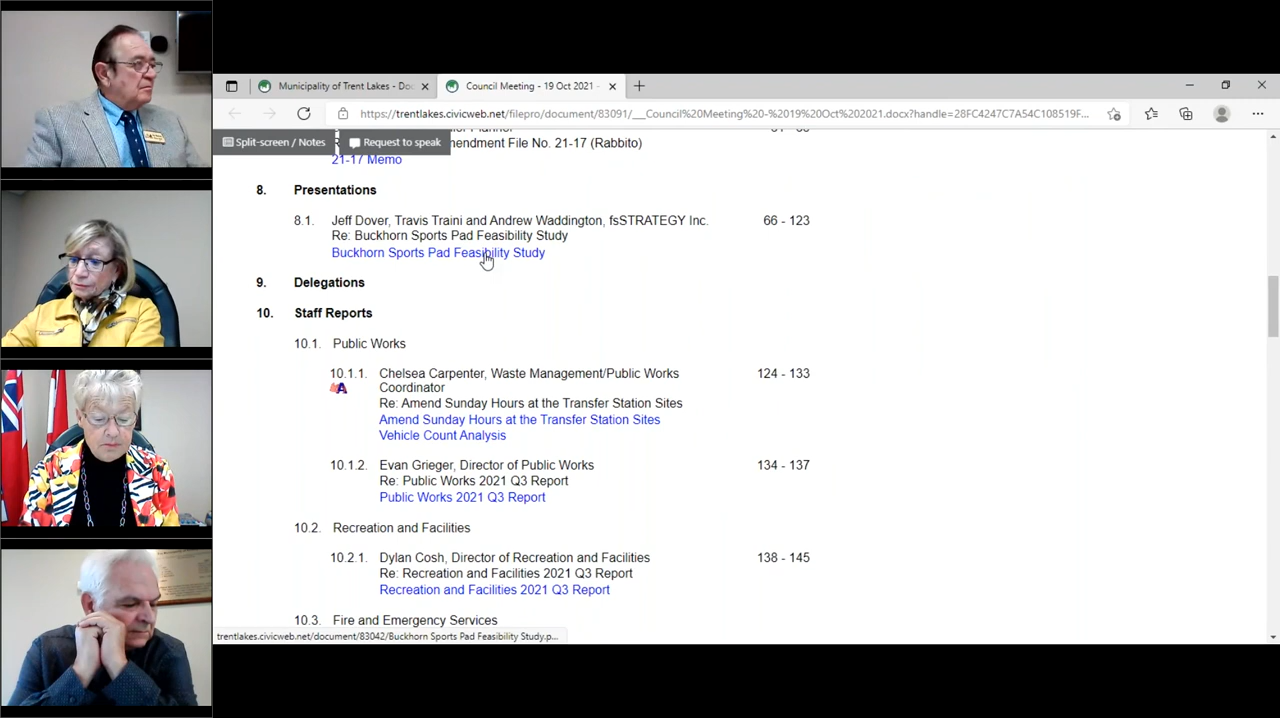 Municipality of Trent Lakes - Doc
Council Meeting - 19 Oct 2021 -
https://trentlakes.civicweb.net/filepro/document/83091/___Council%20Meeting%20-%2019%20Oct%202021.docx?handle=28FC4247C7A54C108519F...
Split-screen / Notes
Request to speak
mendment File No. 21-17 (Rabbito)
21-17 Memo
8. Presentations
8.1. Jeff Dover, Travis Traini and Andrew Waddington, fsSTRATEGY Inc. 66 - 123
Re: Buckhorn Sports Pad Feasibility Study
Buckhorn Sports Pad Feasibility Study
9. Delegations
10. Staff Reports
10.1. Public Works
10.1.1. Chelsea Carpenter, Waste Management/Public Works 124 - 133
Coordinator
Re: Amend Sunday Hours at the Transfer Station Sites
Amend Sunday Hours at the Transfer Station Sites
Vehicle Count Analysis
10.1.2. Evan Grieger, Director of Public Works 134 - 137
Re: Public Works 2021 Q3 Report
Public Works 2021 Q3 Report
10.2. Recreation and Facilities
10.2.1. Dylan Cosh, Director of Recreation and Facilities 138 - 145
Re: Recreation and Facilities 2021 Q3 Report
Recreation and Facilities 2021 Q3 Report
10.3. Fire and Emergency Services
trentlakes.civicweb.net/document/83042/Buckhorn Sports Pad Feasibility Study.p...